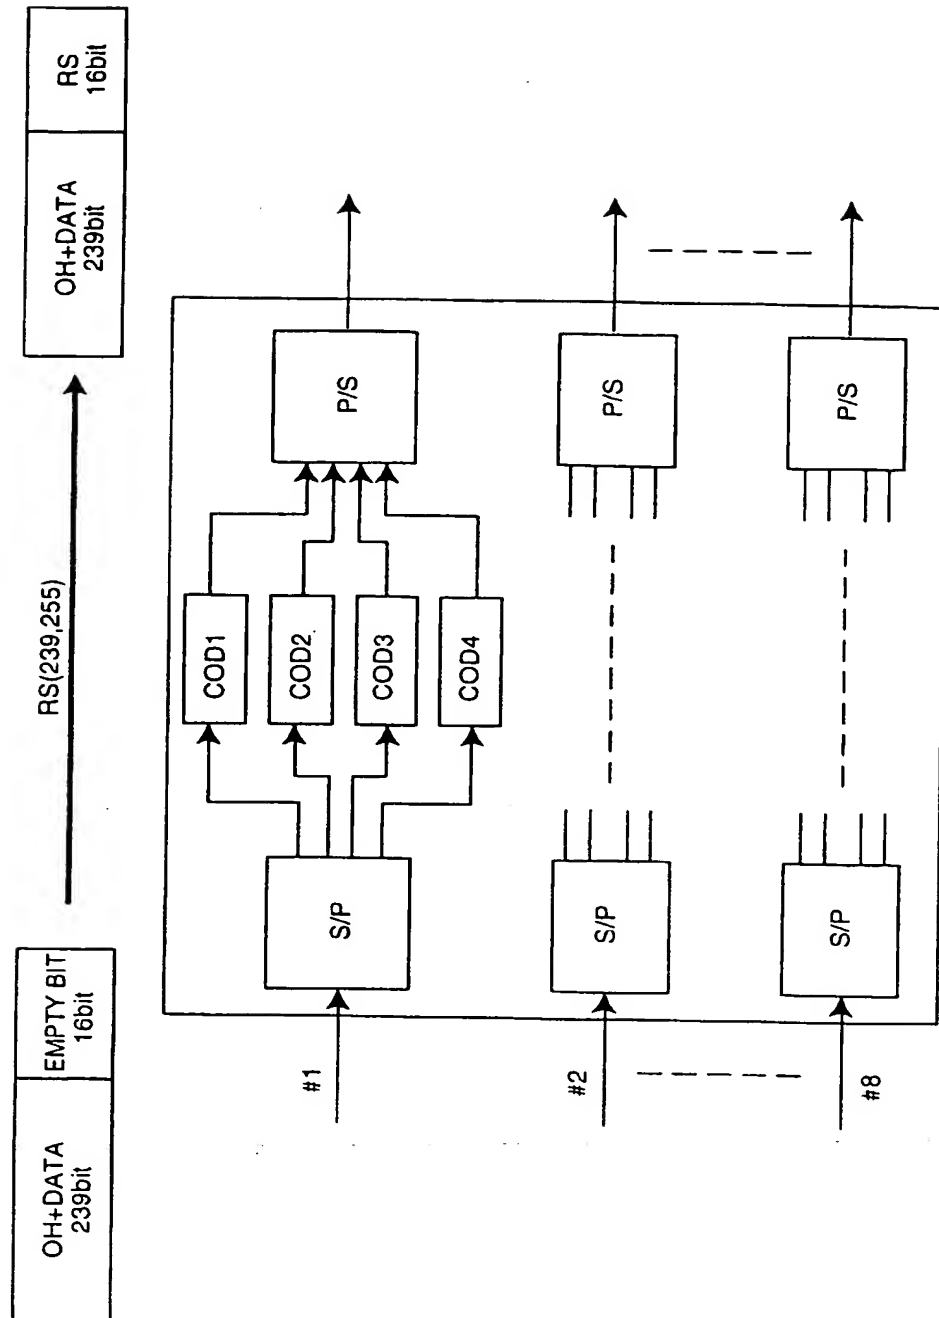 OH+DATA
239bit
EMPTY BIT
16bit
RS(239,255)
OH+DATA
239bit
RS
16bit
#1
S/P
COD1
COD2
COD3
COD4
P/S
#2
S/P
P/S
#8
S/P
P/S